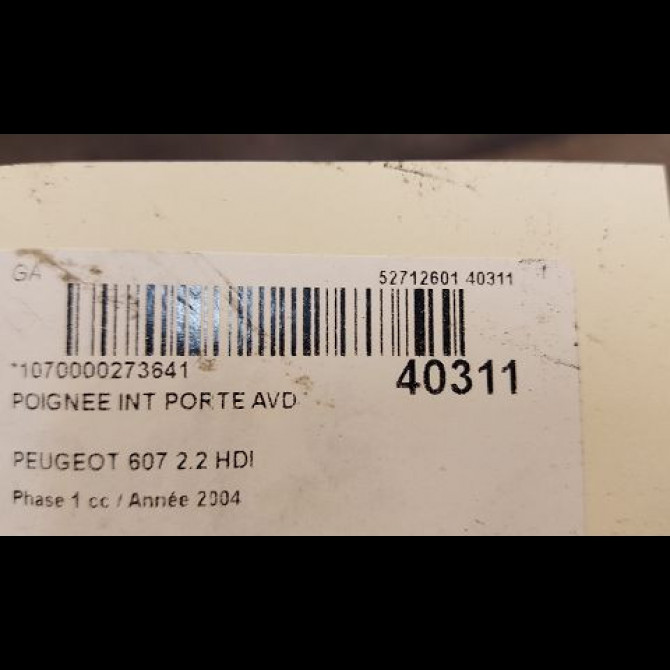 GA 52712601 40311
*1070000273641 40311
POIGNEE INT PORTE AVD
PEUGEOT 607 2.2 HDI
Phase 1 cc / Année 2004